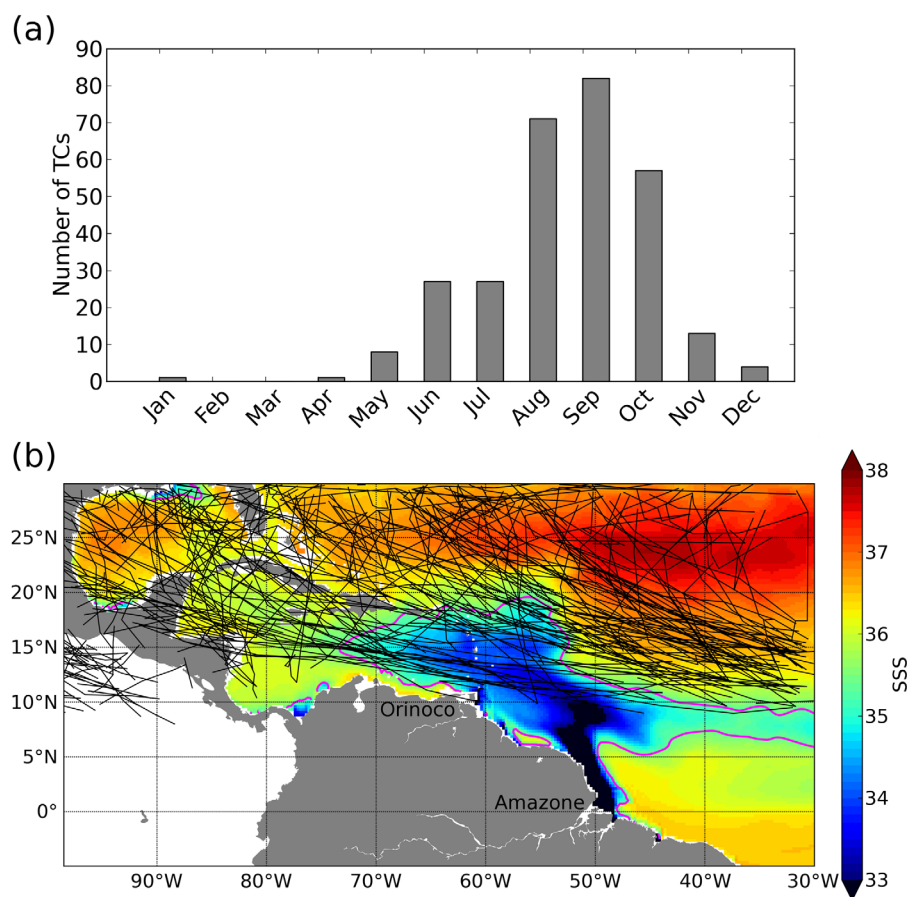 (a)
90
80
70
60
50
40
30
20
10
0
Number of TCs
Jan Feb Mar Apr May Jun Jul Aug Sep Oct Nov Dec
(b)
25°N
20°N
15°N
10°N
5°N
0°
Orinoco
Amazone
90°W 80°W 70°W 60°W 50°W 40°W 30°W
38
37
36
35
34
33
SSS